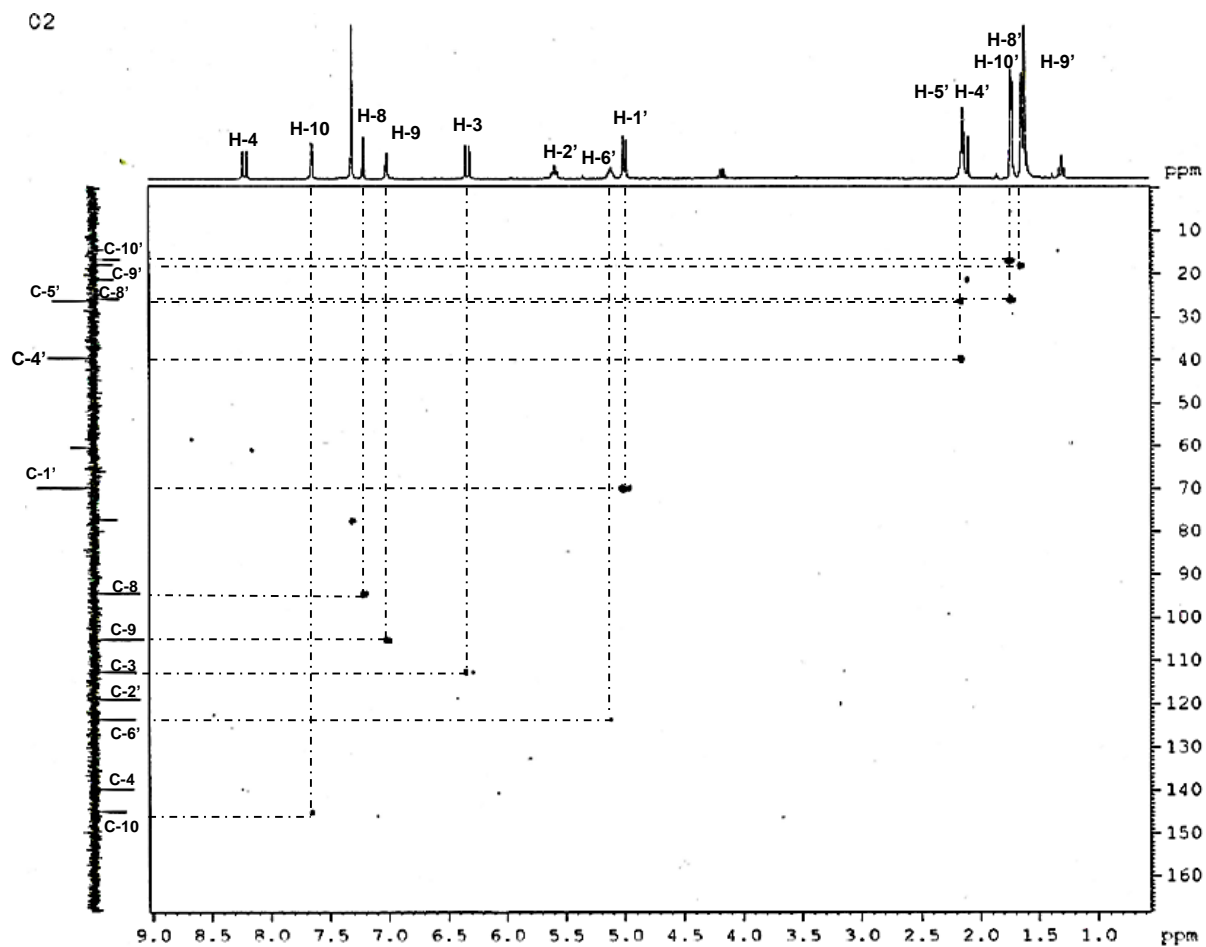 C2
H-8’
H-10’ H-9’
H-5’ H-4’
H-4 H-10 H-8 H-9 H-3 H-1’
H-2’ H-6’
ppm
C-10’
C-9’
C-5’ C-8’
C-4’
C-1’
C-8
C-9
C-3
C-2’
C-6’
C-4
C-10
10
20
30
40
50
60
70
80
90
100
110
120
130
140
150
160
9.0 8.5 8.0 7.5 7.0 6.5 6.0 5.5 5.0 4.5 4.0 3.5 3.0 2.5 2.0 1.5 1.0 ppm